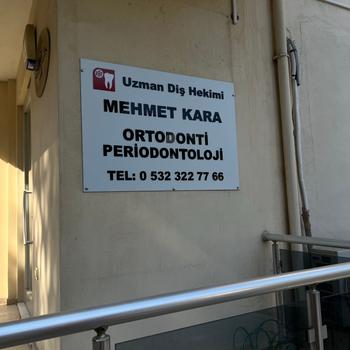 Uzman Diş Hekimi
MEHMET KARA
ORTODONTİ
PERİODONTOLOJİ
TEL: 0 532 322 77 66